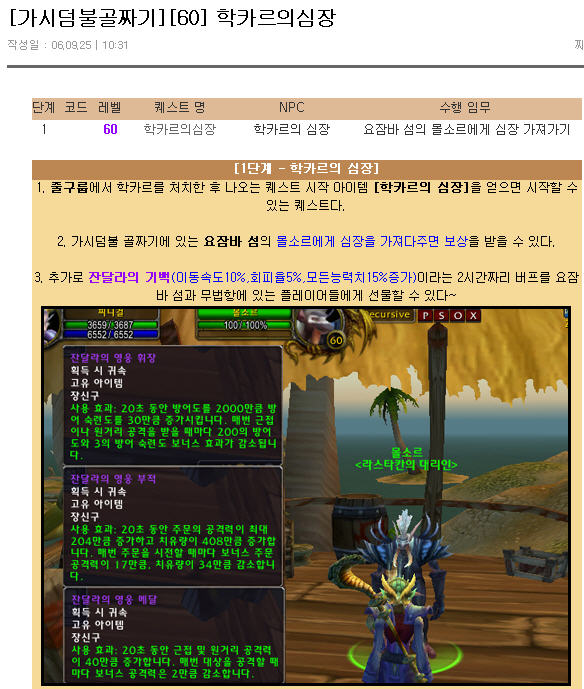 [가시덤불골짜기][60] 학카르의심장
작성일 : 06.09.25 | 10:31
찌
단계 코드 레벨 퀘스트 명 NPC 수행 임무
1 60 학카르의심장 학카르의 심장 요잠바 섬의 몰소르에게 심장 가져가기
[1단계 - 학카르의 심장]
1. 줄구룹에서 학카르를 처치한 후 나오는 퀘스트 시작 아이템 [학카르의 심장]을 얻으면 시작할 수
있는 퀘스트다.
2. 가시덤불 골짜기에 있는 요잠바 섬의 몰소르에게 심장을 가져다주면 보상을 받을 수 있다.
3. 추가로 잔달라의 기백(이동속도10%,회피율5%,모든능력치15%증가)이라는 2시간짜리 버프를 요잠
바 섬과 무법항에 있는 플레이어들에게 선물할 수 있다~
3659 / 3687
6552 / 6552
몰소르
100 / 100%
60
ecursive P S O X
잔달라의 영웅 휘장
획득 시 귀속
고유 아이템
장신구
사용 효과: 20초 동안 방어도를 2000만큼 방
어 숙련도를 30만큼 증가시킵니다. 매번 근접
이나 원거리 공격을 받을 때마다 200의 방어
도와 3의 방어 숙련도 보너스 효과가 감소됩니
다.
잔달라의 영웅 부적
획득 시 귀속
고유 아이템
장신구
사용 효과: 20초 동안 주문의 공격력이 최대
204만큼 증가하고 치유량이 408만큼 증가합
니다. 매번 주문을 시전할 때마다 보너스 주문
공격력이 17만큼, 치유량이 34만큼 감소합니
다.
잔달라의 영웅 메달
획득 시 귀속
고유 아이템
장신구
사용 효과: 20초 동안 근접 및 원거리 공격력
이 40만큼 증가합니다. 매번 대상을 공격할 때
마다 보너스 공격력은 2만큼 감소합니다.
몰소르
<라스타칸의 대리인>